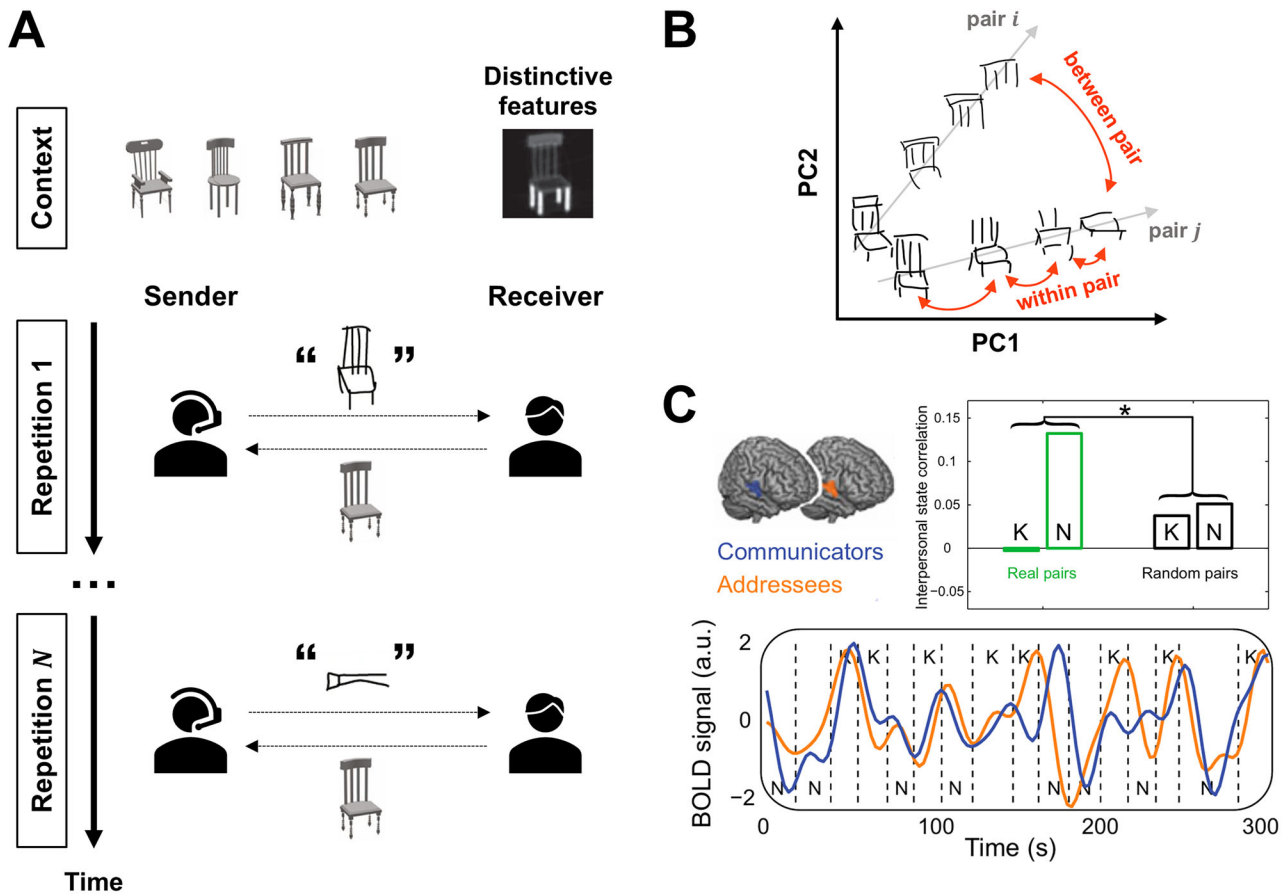 A
Context
Distinctive
features
Sender
Receiver
Repetition 1
“ ”
...
Repetition N
“ ”
Time
B
PC2
PC1
pair i
pair j
between pair
within pair
C
Communicators
Addressees
Interpersonal state correlation
0.15
0.10
0.05
0
−0.05
*
K N K N
Real pairs Random pairs
BOLD signal (a.u.)
2
0
−2
K K K K K K K K
N N N N N N N N
0 100 200 300
Time (s)